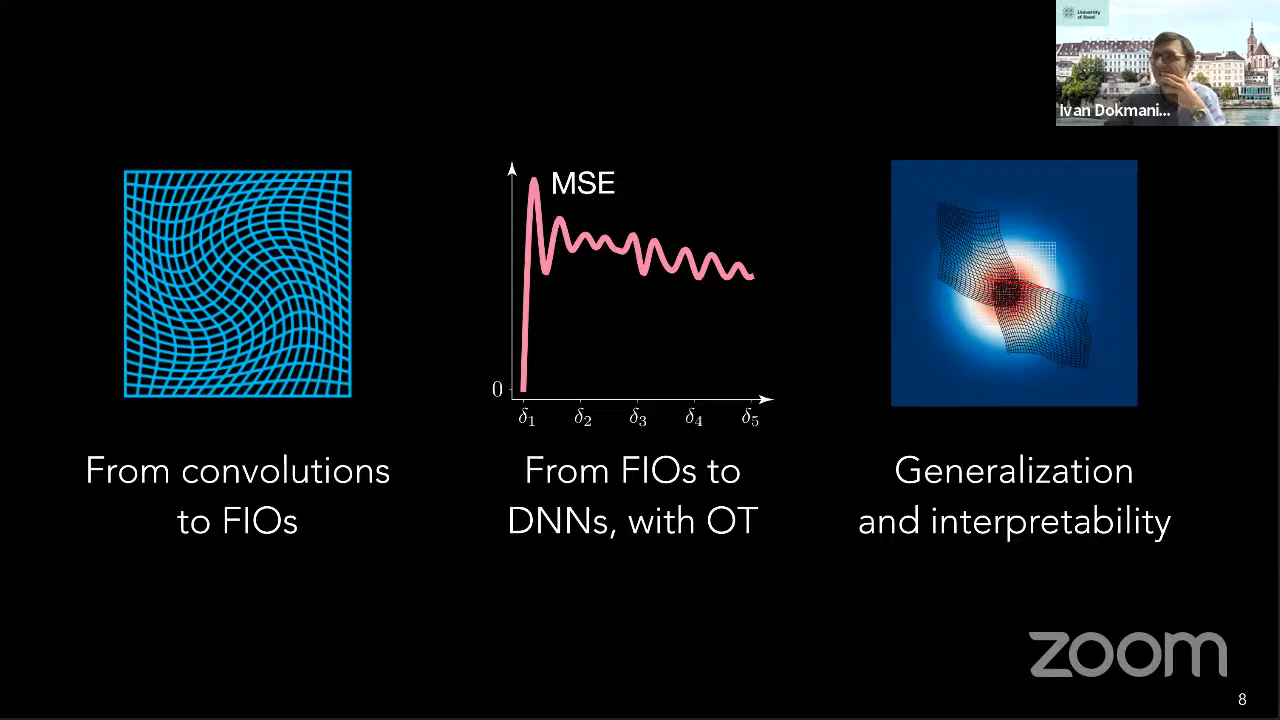 University
of Basel
Ivan Dokmani...
MSE
0
δ₁ δ₂ δ₃ δ₄ δ₅
From convolutions
to FIOs
From FIOs to
DNNs, with OT
Generalization
and interpretability
zoom
8